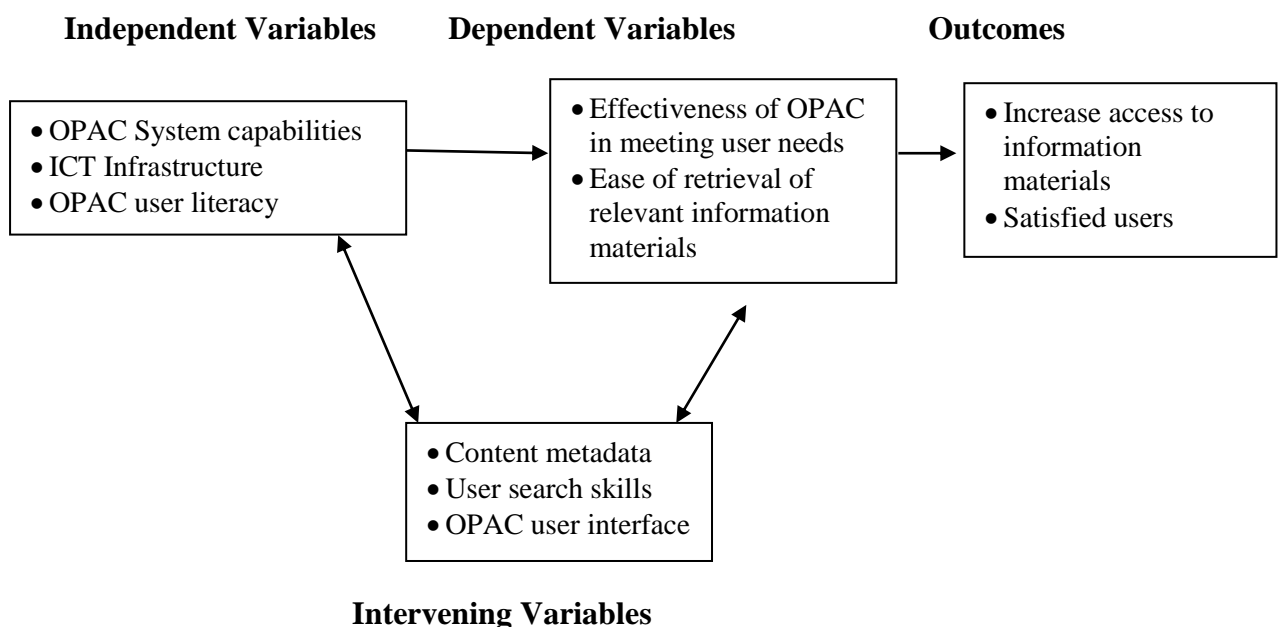 Independent Variables Dependent Variables Outcomes
• OPAC System capabilities
• ICT Infrastructure
• OPAC user literacy
• Effectiveness of OPAC
in meeting user needs
• Ease of retrieval of
relevant information
materials
• Increase access to
information
materials
• Satisfied users
• Content metadata
• User search skills
• OPAC user interface
Intervening Variables